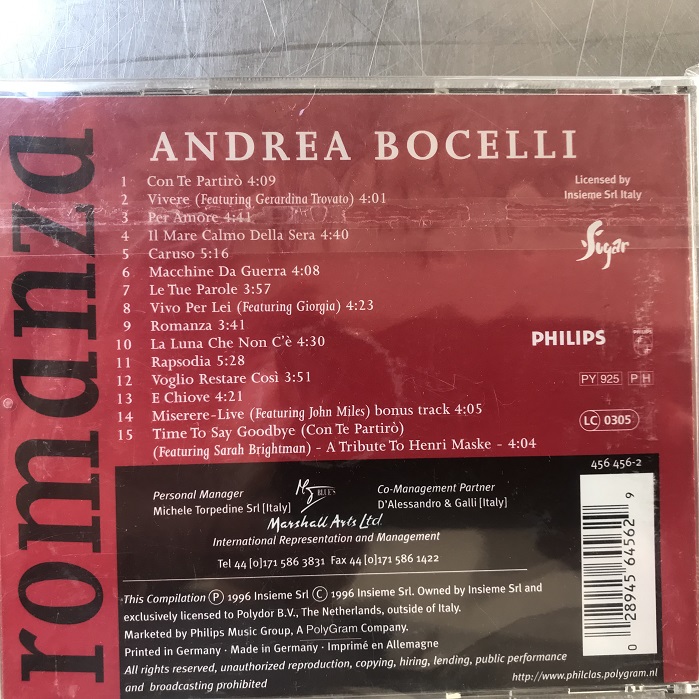 romanza
ANDREA BOCELLI
1 Con Te Partirò 4:09
2 Vivere (Featuring Gerardina Trovato) 4:01
3 Per Amore 4:41
4 Il Mare Calmo Della Sera 4:40
5 Caruso 5:16
6 Macchine Da Guerra 4:08
7 Le Tue Parole 3:57
8 Vivo Per Lei (Featuring Giorgia) 4:23
9 Romanza 3:41
10 La Luna Che Non C'è 4:30
11 Rapsodia 5:28
12 Voglio Restare Così 3:51
13 E Chiove 4:21
14 Miserere-Live (Featuring John Miles) bonus track 4:05
15 Time To Say Goodbye (Con Te Partirò)
(Featuring Sarah Brightman) - A Tribute To Henri Maske - 4:04
Licensed by
Insieme Srl Italy
Sugar
PHILIPS
PHILIPS
PY 925 P H
LC 0305
456 456-2
Personal Manager
Michele Torpedine Srl [Italy]
BLUES
Co-Management Partner
D'Alessandro & Galli [Italy]
Marshall Arts Ltd
International Representation and Management
Tel 44 [0]171 586 3831 Fax 44 [0]171 586 1422
This Compilation Ⓟ 1996 Insieme Srl Ⓒ 1996 Insieme Srl. Owned by Insieme Srl and
exclusively licensed to Polydor B.V., The Netherlands, outside of Italy.
Marketed by Philips Music Group, A PolyGram Company.
Printed in Germany · Made in Germany · Imprimé en Allemagne
All rights reserved, unauthorized reproduction, copying, hiring, lending, public performance
and broadcasting prohibited
http://www.philclas.polygram.nl
0 28945 64562 9